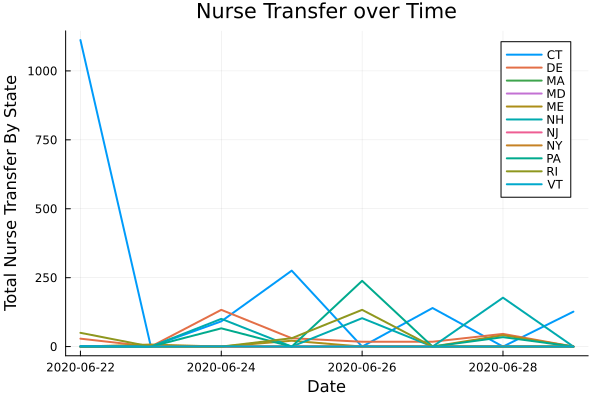 Nurse Transfer over Time
Total Nurse Transfer By State
1000
750
500
250
0
2020-06-22
2020-06-24
2020-06-26
2020-06-28
Date
CT
DE
MA
MD
ME
NH
NJ
NY
PA
RI
VT